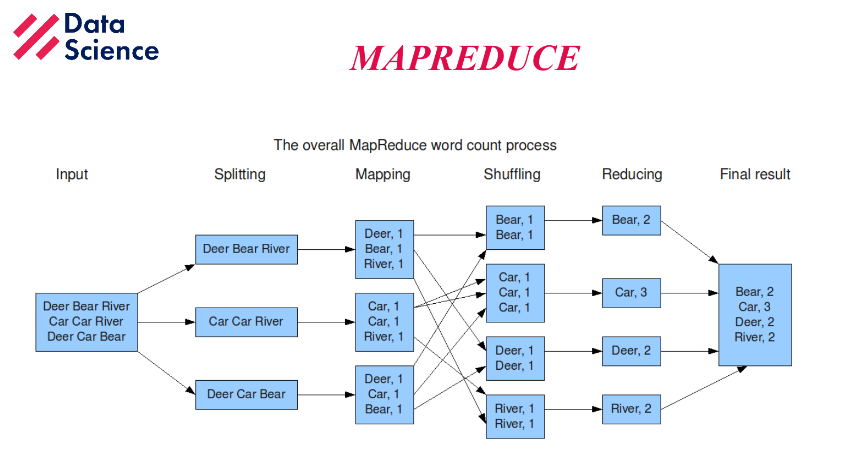 Data
Science
MAPREDUCE
The overall MapReduce word count process
Input
Splitting
Mapping
Shuffling
Reducing
Final result
Deer Bear River
Car Car River
Deer Car Bear
Deer Bear River
Car Car River
Deer Car Bear
Deer, 1
Bear, 1
River, 1
Car, 1
Car, 1
River, 1
Deer, 1
Car, 1
Bear, 1
Bear, 1
Bear, 1
Car, 1
Car, 1
Car, 1
Deer, 1
Deer, 1
River, 1
River, 1
Bear, 2
Car, 3
Deer, 2
River, 2
Bear, 2
Car, 3
Deer, 2
River, 2